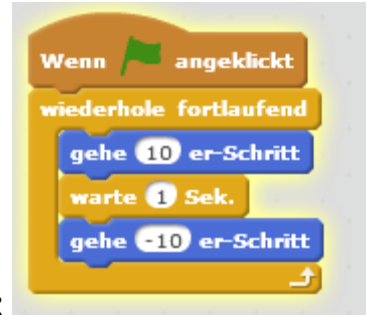 Wenn angeklickt
wiederhole fortlaufend
gehe 10 er-Schritt
warte 1 Sek.
gehe -10 er-Schritt